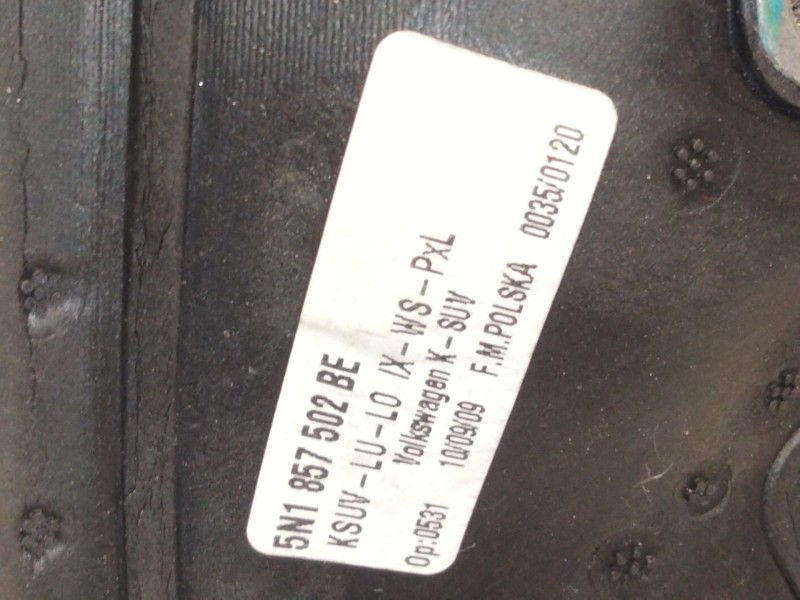 5N1 857 502 BE
KSUV-LU-LO IX-WS-PxL
Volkswagen K-SUV
Op:0531 10/09/09 F.M.POLSKA 0035/0120